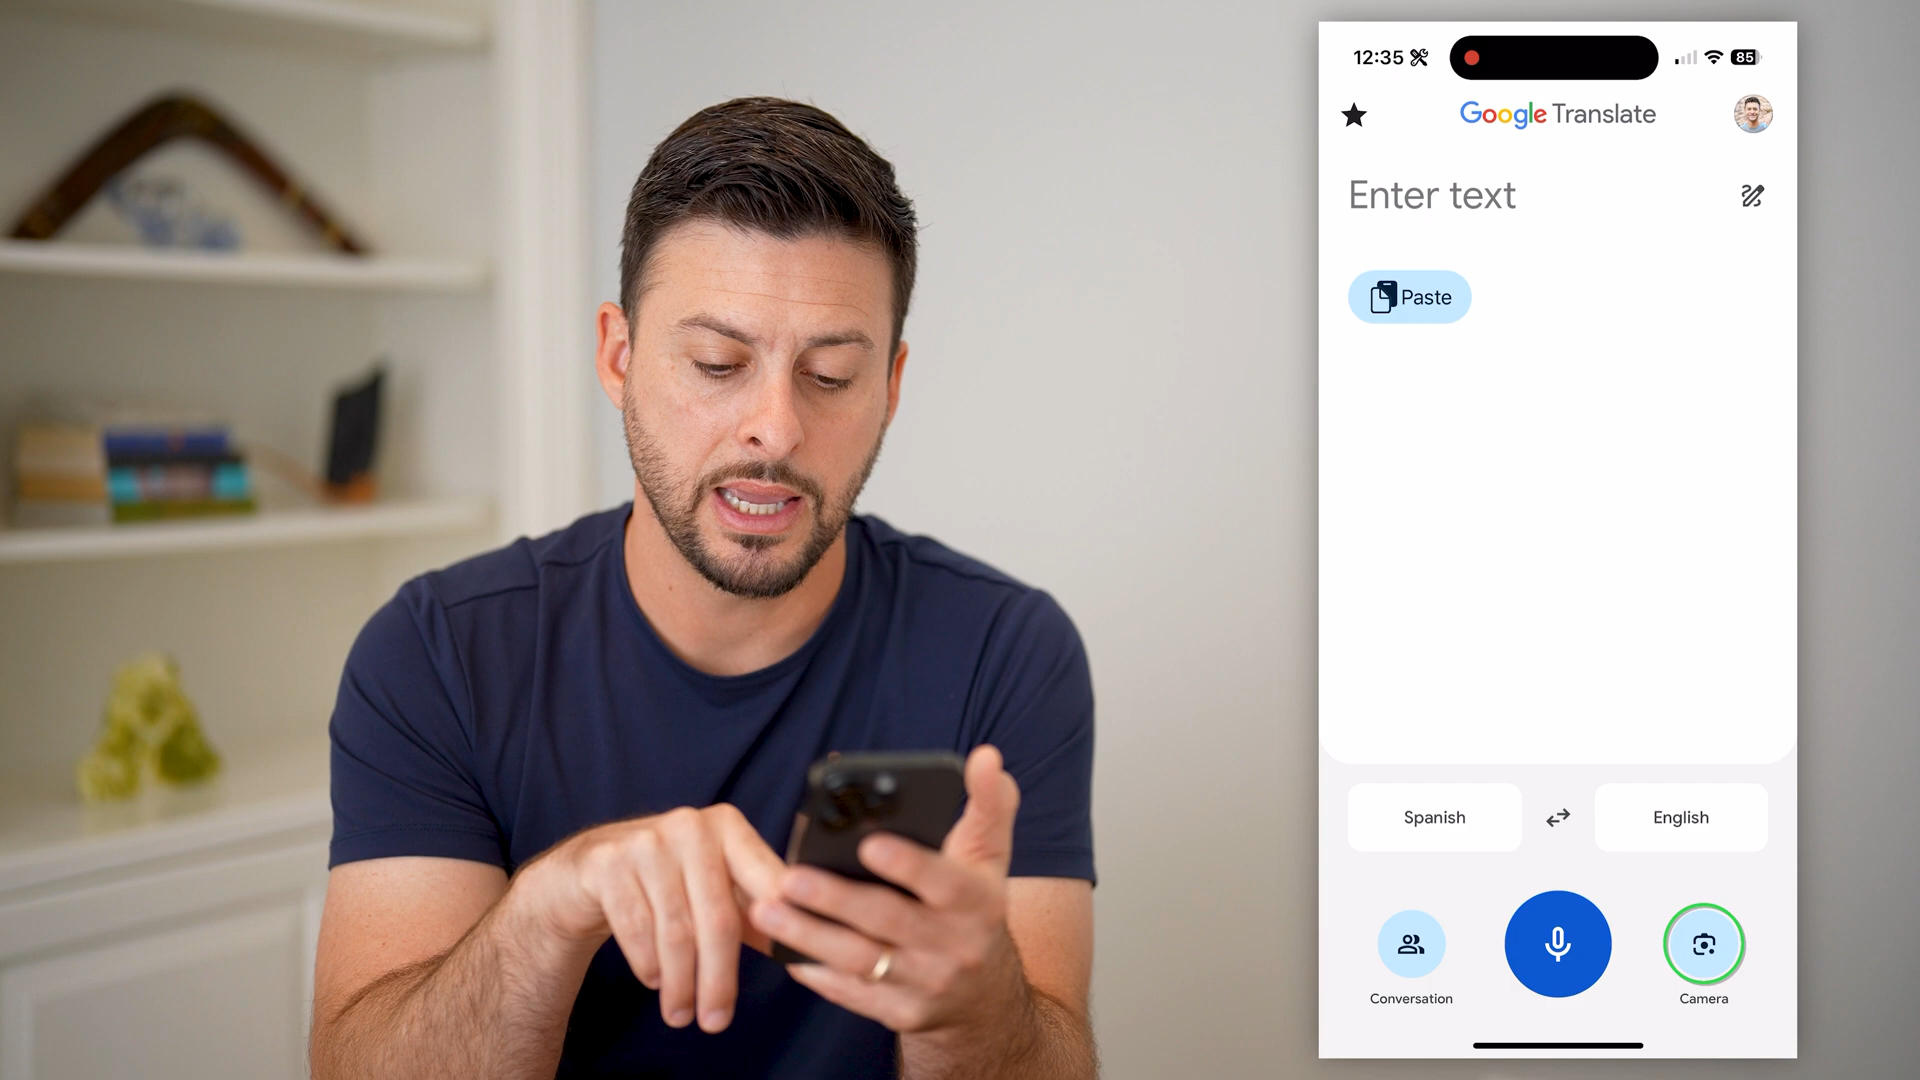 12:35
85
Google Translate
Enter text
Paste
Spanish
English
Conversation
Camera